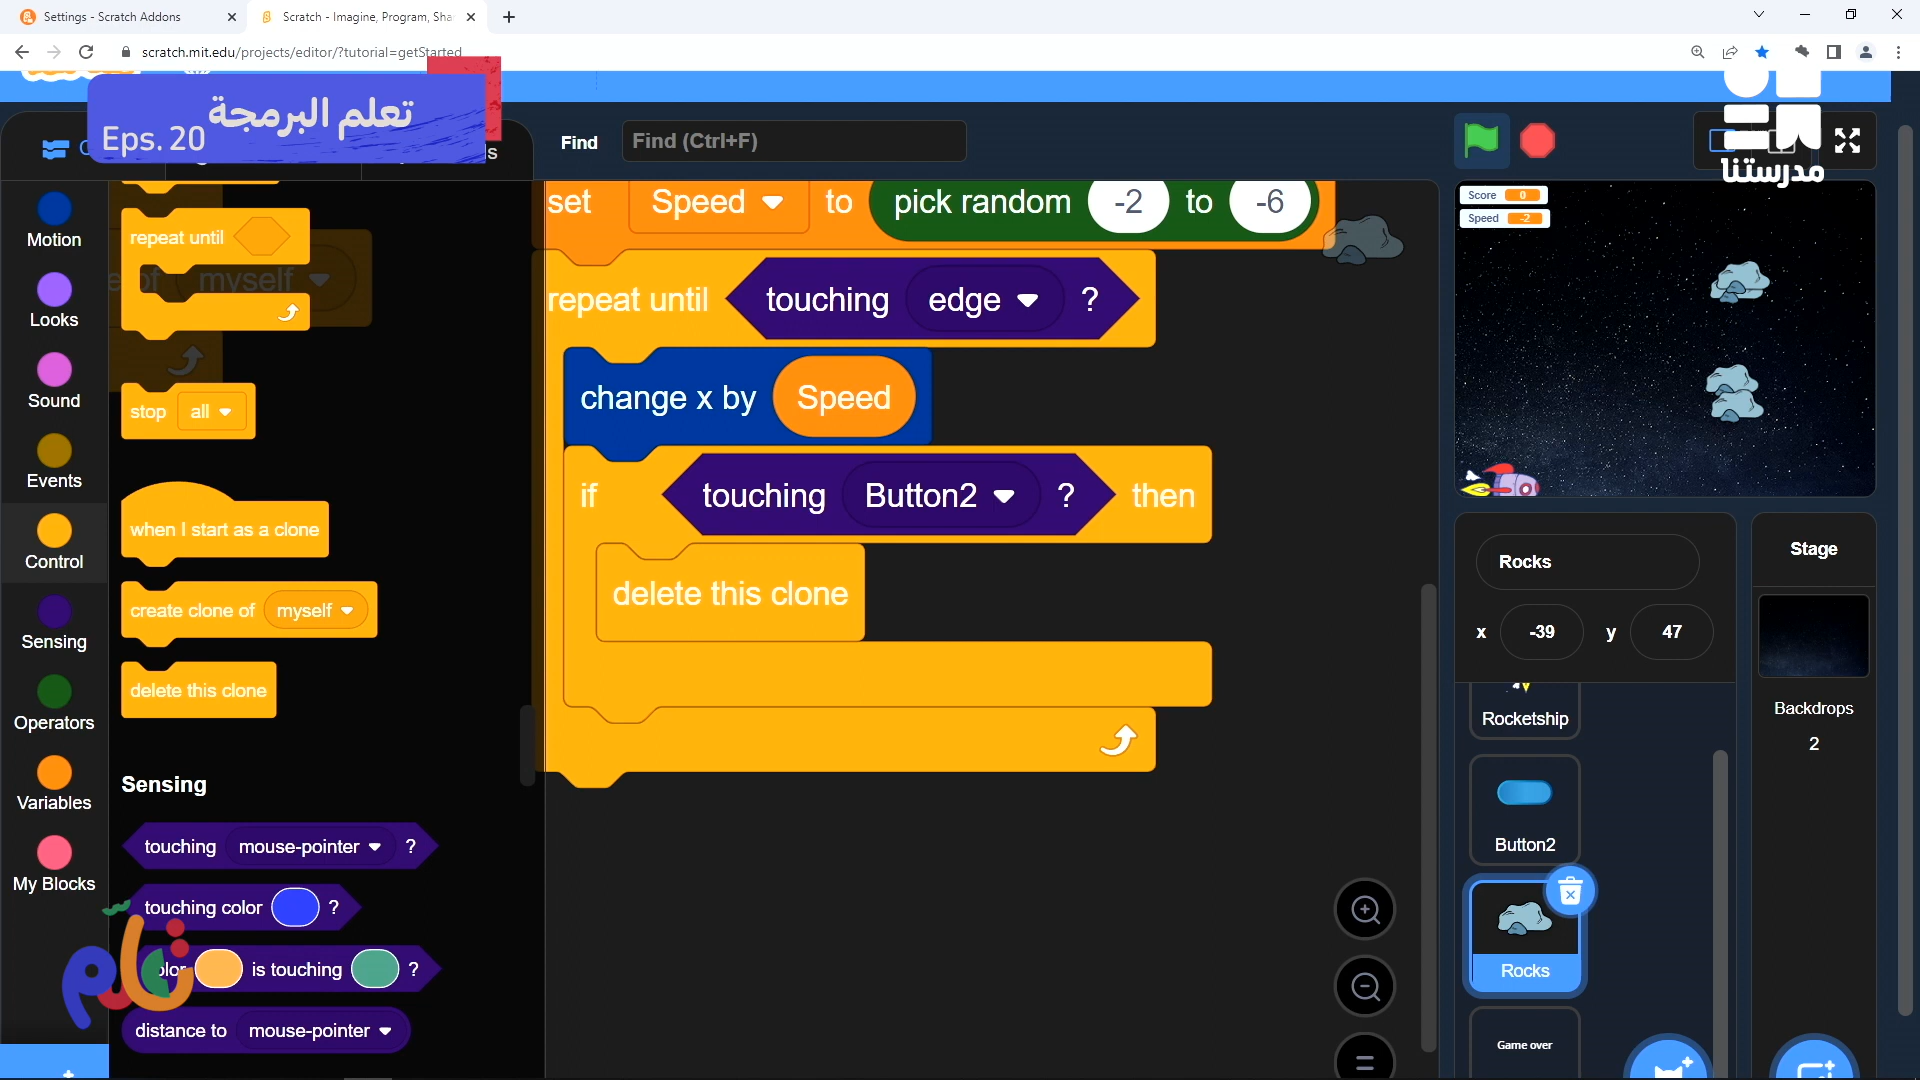 Settings - Scratch Addons
Scratch - Imagine, Program, Sha
scratch.mit.edu/projects/editor/?tutorial=getStarted
تعلم البرمجة
Eps. 20
Find
Find (Ctrl+F)
مدرستنا
Motion
Looks
Sound
Events
Control
Sensing
Operators
Variables
My Blocks
repeat until
myself
stop all
when I start as a clone
create clone of myself
delete this clone
Sensing
touching mouse-pointer ?
touching color ?
is touching ?
distance to mouse-pointer
set Speed to pick random -2 to -6
repeat until touching edge ?
change x by Speed
if touching Button2 ? then
delete this clone
Score 0
Speed -2
Rocks
x -39 y 47
Rocketship
Button2
Rocks
Game over
Stage
Backdrops
2